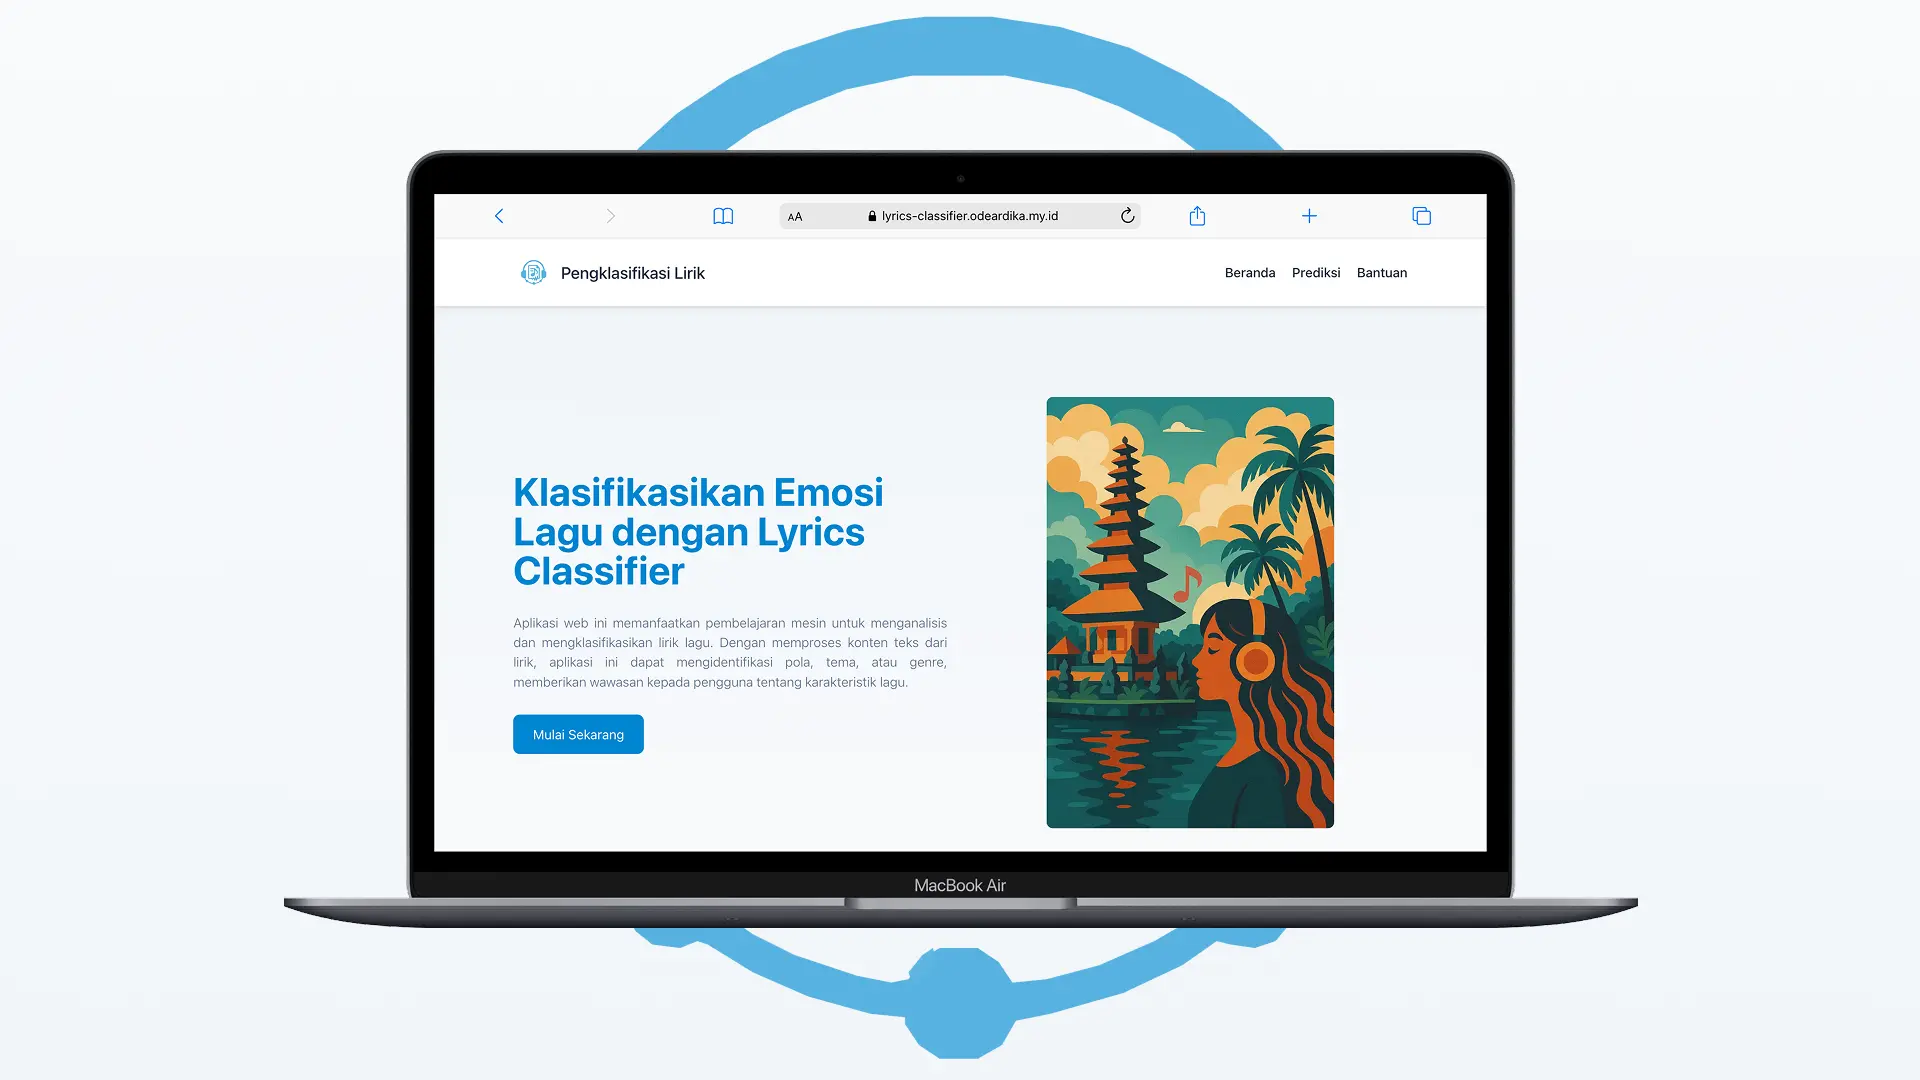 AA lyrics-classifier.odeardika.my.id
Pengklasifikasi Lirik
Beranda Prediksi Bantuan
Klasifikasikan Emosi
Lagu dengan Lyrics
Classifier
Aplikasi web ini memanfaatkan pembelajaran mesin untuk menganalisis
dan mengklasifikasikan lirik lagu. Dengan memproses konten teks dari
lirik, aplikasi ini dapat mengidentifikasi pola, tema, atau genre,
memberikan wawasan kepada pengguna tentang karakteristik lagu.
Mulai Sekarang
MacBook Air